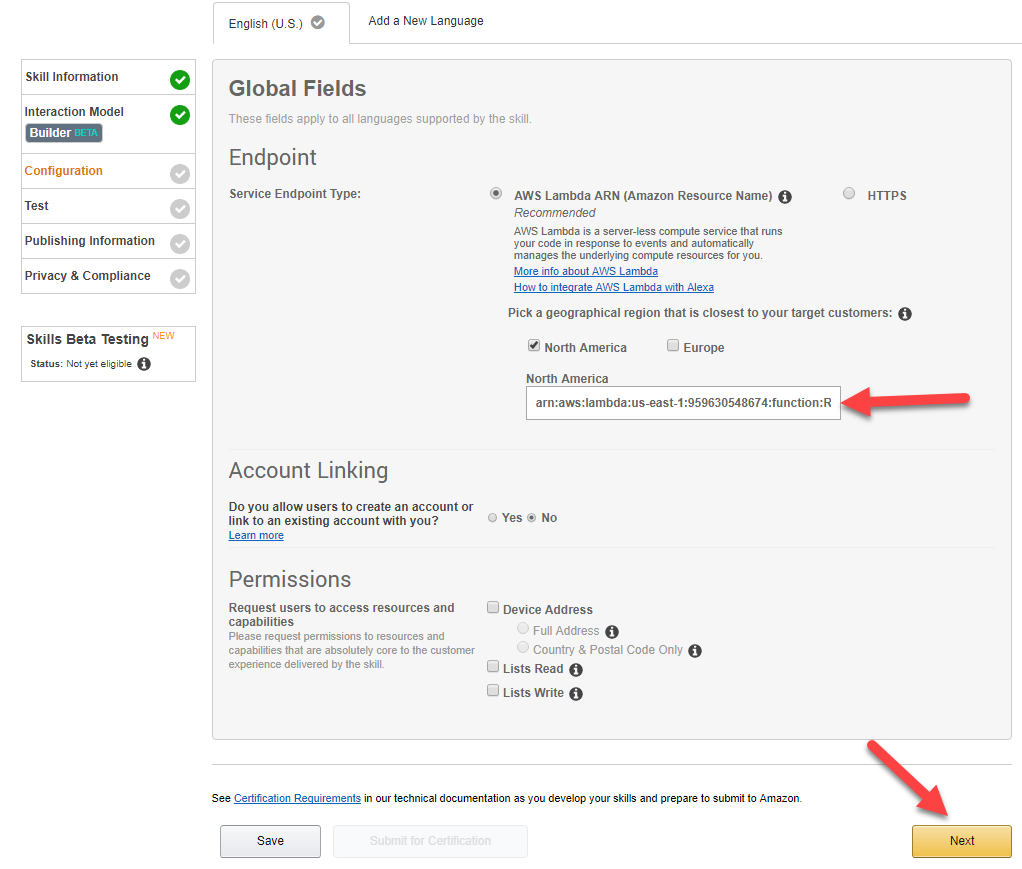 English (U.S.)
Add a New Language
Skill Information
Interaction Model
Builder BETA
Configuration
Test
Publishing Information
Privacy & Compliance
Skills Beta Testing NEW
Status: Not yet eligible
Global Fields
These fields apply to all languages supported by the skill.
Endpoint
Service Endpoint Type:
AWS Lambda ARN (Amazon Resource Name)
HTTPS
Recommended
AWS Lambda is a server-less compute service that runs
your code in response to events and automatically
manages the underlying compute resources for you.
More info about AWS Lambda
How to integrate AWS Lambda with Alexa
Pick a geographical region that is closest to your target customers:
North America
Europe
North America
arn:aws:lambda:us-east-1:959630548674:function:R
Account Linking
Do you allow users to create an account or
link to an existing account with you?
Learn more
Yes
No
Permissions
Request users to access resources and
capabilities
Please request permissions to resources and
capabilities that are absolutely core to the customer
experience delivered by the skill.
Device Address
Full Address
Country & Postal Code Only
Lists Read
Lists Write
See Certification Requirements in our technical documentation as you develop your skills and prepare to submit to Amazon.
Save
Submit for Certification
Next